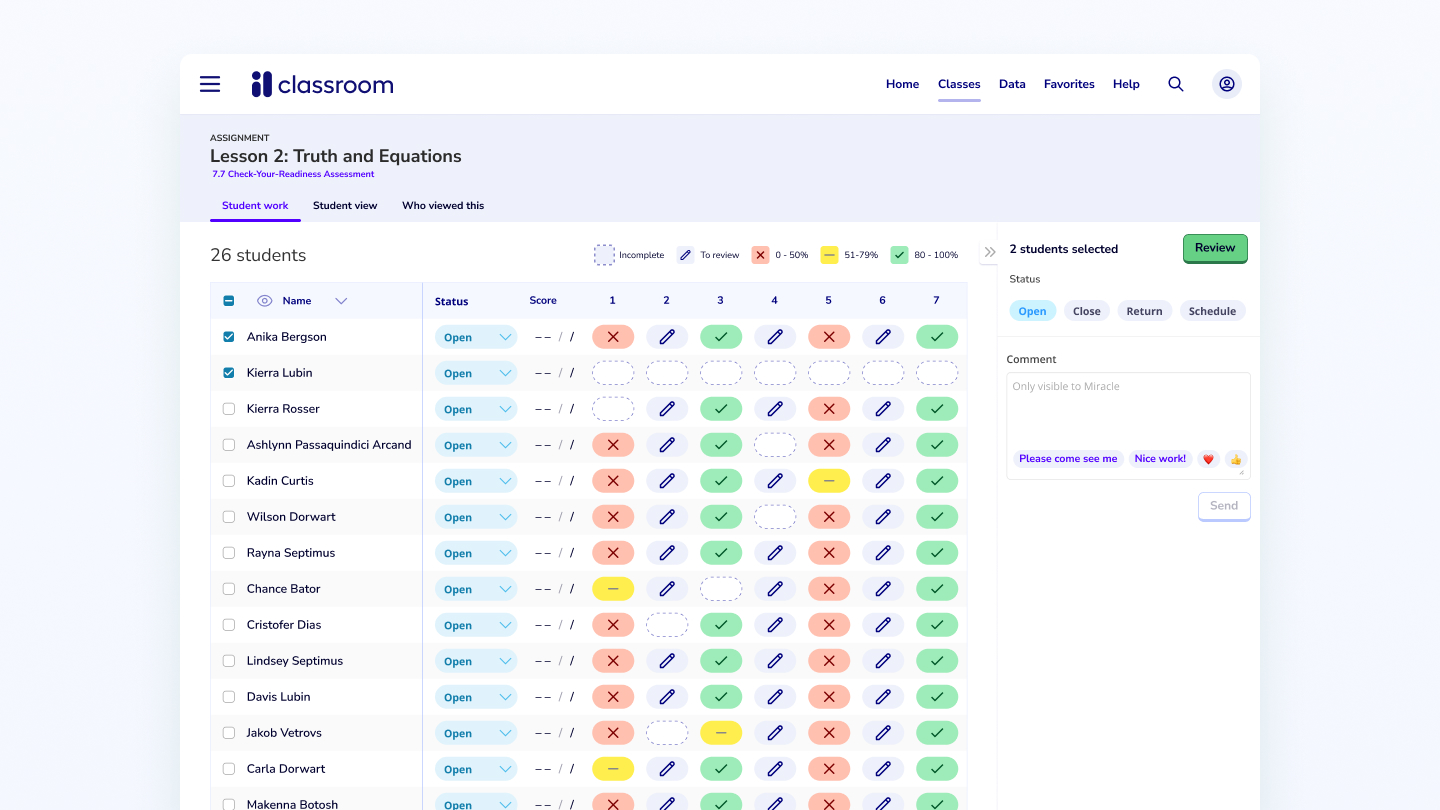 classroom
Home Classes Data Favorites Help
ASSIGNMENT
Lesson 2: Truth and Equations
7.7 Check-Your-Readiness Assessment
Student work Student view Who viewed this
26 students
Incomplete To review 0 - 50% 51-79% 80 - 100%
2 students selected
Review
Status
Open Close Return Schedule
Comment
Only visible to Miracle
Please come see me Nice work! ❤️ 👍
Send
Name Status Score 1 2 3 4 5 6 7
Anika Bergson Open -- / /
Kierra Lubin Open -- / /
Kierra Rosser Open -- / /
Ashlynn Passaquindici Arcand Open -- / /
Kadin Curtis Open -- / /
Wilson Dorwart Open -- / /
Rayna Septimus Open -- / /
Chance Bator Open -- / /
Cristofer Dias Open -- / /
Lindsey Septimus Open -- / /
Davis Lubin Open -- / /
Jakob Vetrovs Open -- / /
Carla Dorwart Open -- / /
Makenna Botosh Open -- / /